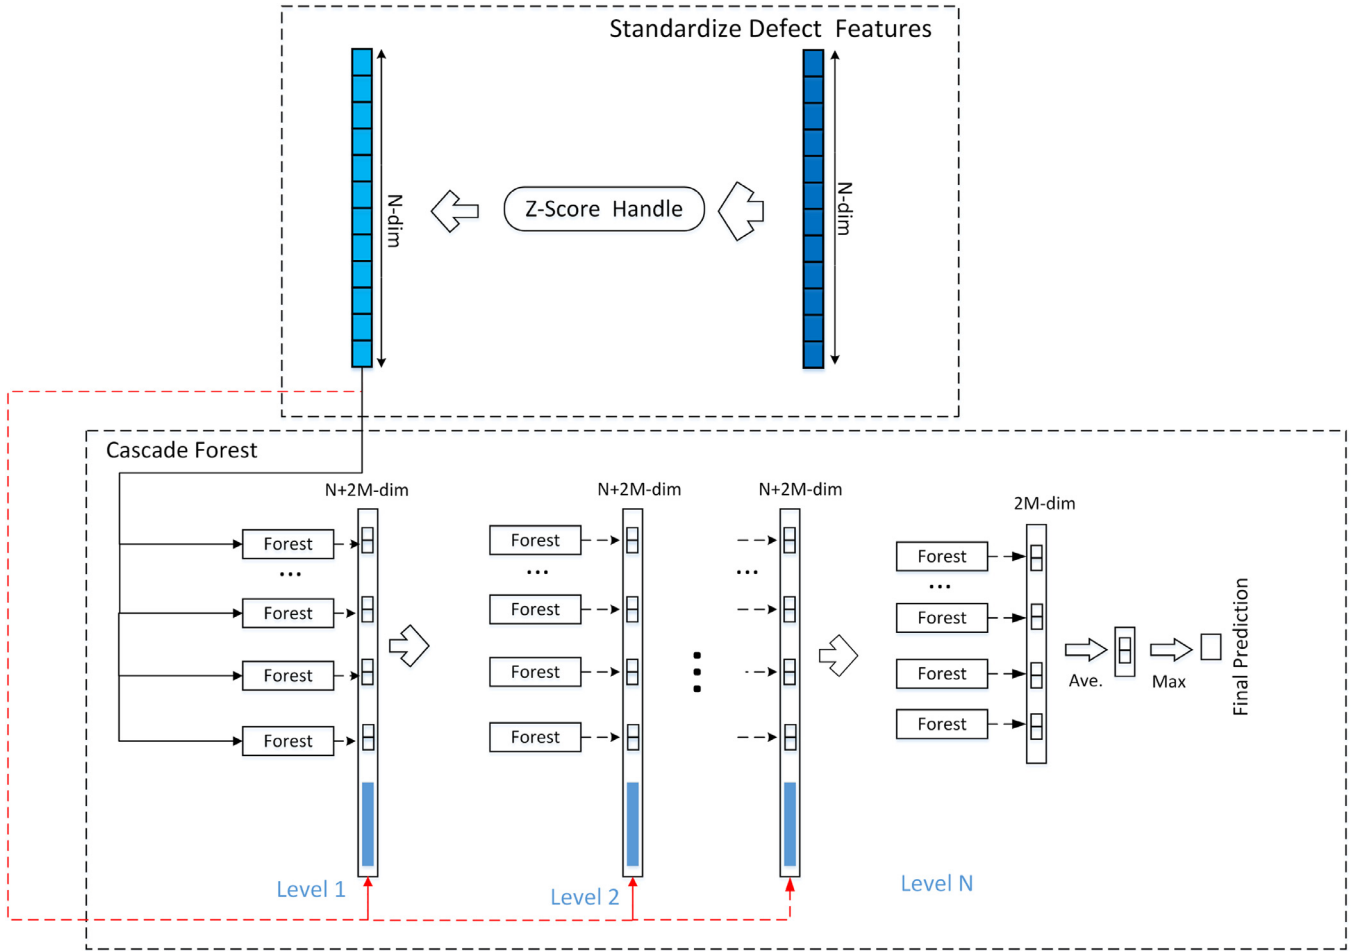 Standardize Defect Features
N-dim
Z-Score Handle
N-dim
Cascade Forest
N+2M-dim
N+2M-dim
N+2M-dim
2M-dim
Forest
...
Forest
Forest
Forest
Level 1
Forest
...
Forest
Forest
Forest
Level 2
...
Forest
...
Forest
Forest
Forest
Level N
Ave.
Max
Final Prediction